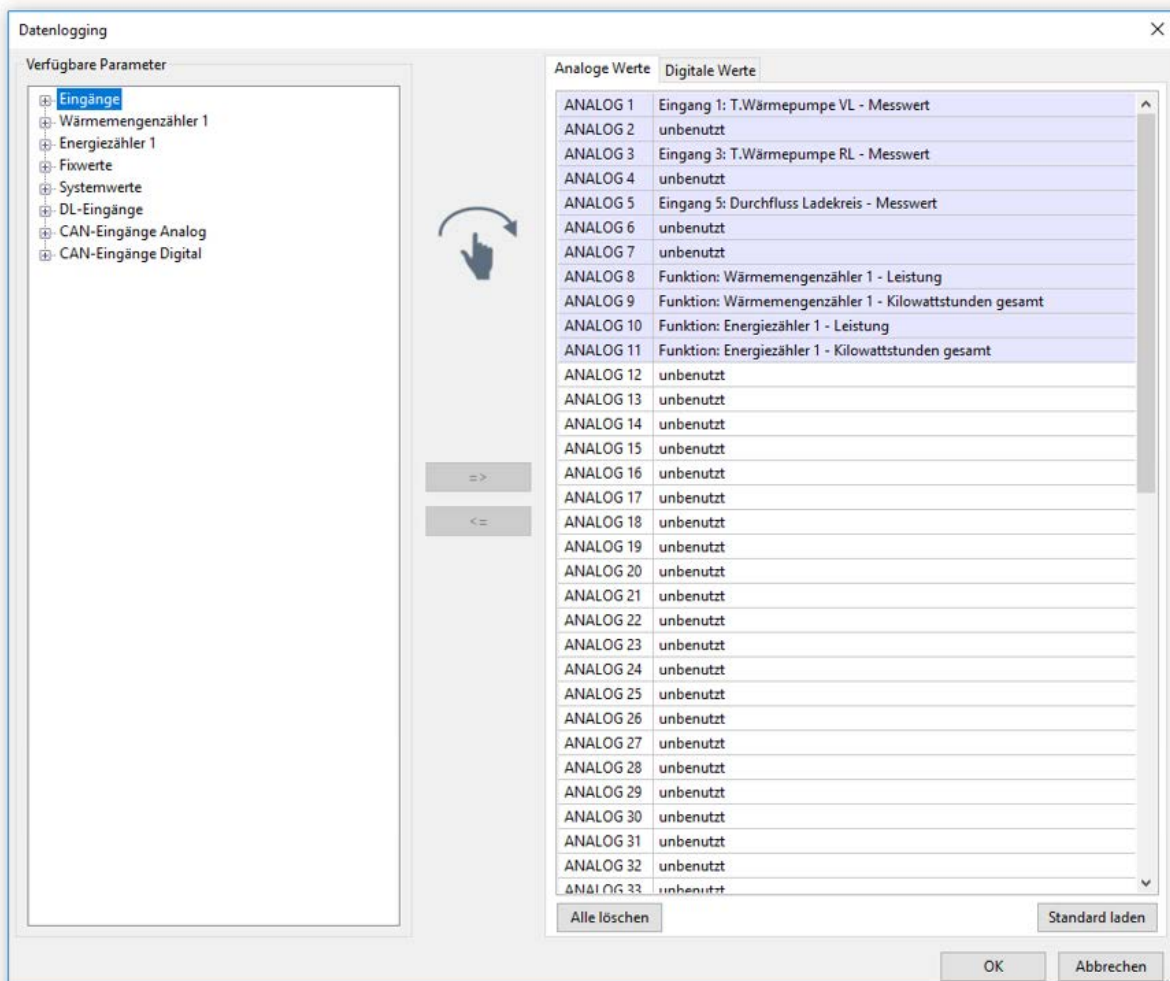 Datenlogging
Verfügbare Parameter
Eingänge
Wärmemengenzähler 1
Energiezähler 1
Fixwerte
Systemwerte
DL-Eingänge
CAN-Eingänge Analog
CAN-Eingänge Digital
=>
<=
Analoge Werte Digitale Werte
ANALOG 1 Eingang 1: T.Wärmepumpe VL - Messwert
ANALOG 2 unbenutzt
ANALOG 3 Eingang 3: T.Wärmepumpe RL - Messwert
ANALOG 4 unbenutzt
ANALOG 5 Eingang 5: Durchfluss Ladekreis - Messwert
ANALOG 6 unbenutzt
ANALOG 7 unbenutzt
ANALOG 8 Funktion: Wärmemengenzähler 1 - Leistung
ANALOG 9 Funktion: Wärmemengenzähler 1 - Kilowattstunden gesamt
ANALOG 10 Funktion: Energiezähler 1 - Leistung
ANALOG 11 Funktion: Energiezähler 1 - Kilowattstunden gesamt
ANALOG 12 unbenutzt
ANALOG 13 unbenutzt
ANALOG 14 unbenutzt
ANALOG 15 unbenutzt
ANALOG 16 unbenutzt
ANALOG 17 unbenutzt
ANALOG 18 unbenutzt
ANALOG 19 unbenutzt
ANALOG 20 unbenutzt
ANALOG 21 unbenutzt
ANALOG 22 unbenutzt
ANALOG 23 unbenutzt
ANALOG 24 unbenutzt
ANALOG 25 unbenutzt
ANALOG 26 unbenutzt
ANALOG 27 unbenutzt
ANALOG 28 unbenutzt
ANALOG 29 unbenutzt
ANALOG 30 unbenutzt
ANALOG 31 unbenutzt
ANALOG 32 unbenutzt
ANALOG 33 unbenutzt
Alle löschen Standard laden
OK Abbrechen